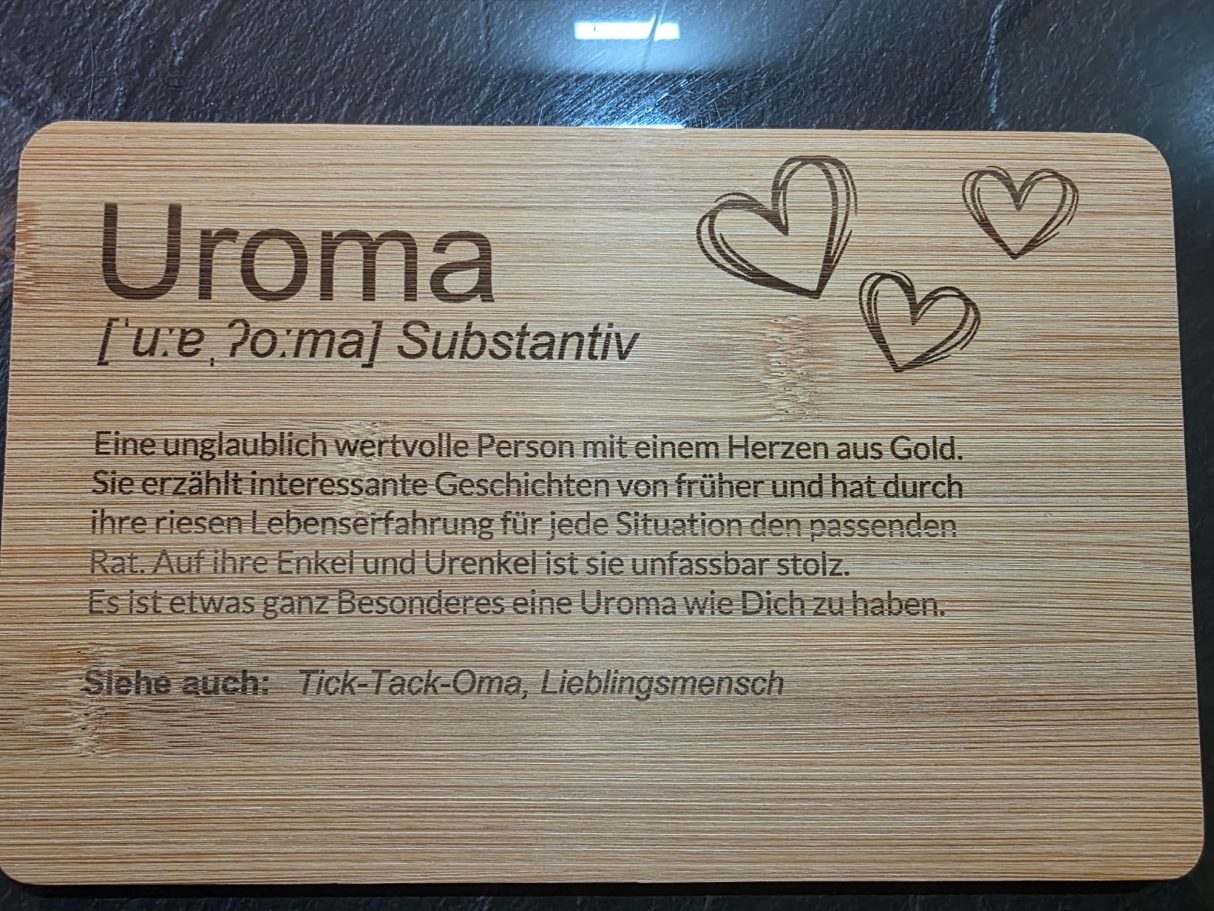 Uroma
[ˈuːɐˌʔoːma] Substantiv
Eine unglaublich wertvolle Person mit einem Herzen aus Gold.
Sie erzählt interessante Geschichten von früher und hat durch
ihre riesen Lebenserfahrung für jede Situation den passenden
Rat. Auf ihre Enkel und Urenkel ist sie unfassbar stolz.
Es ist etwas ganz Besonderes eine Uroma wie Dich zu haben.
Siehe auch: Tick-Tack-Oma, Lieblingsmensch